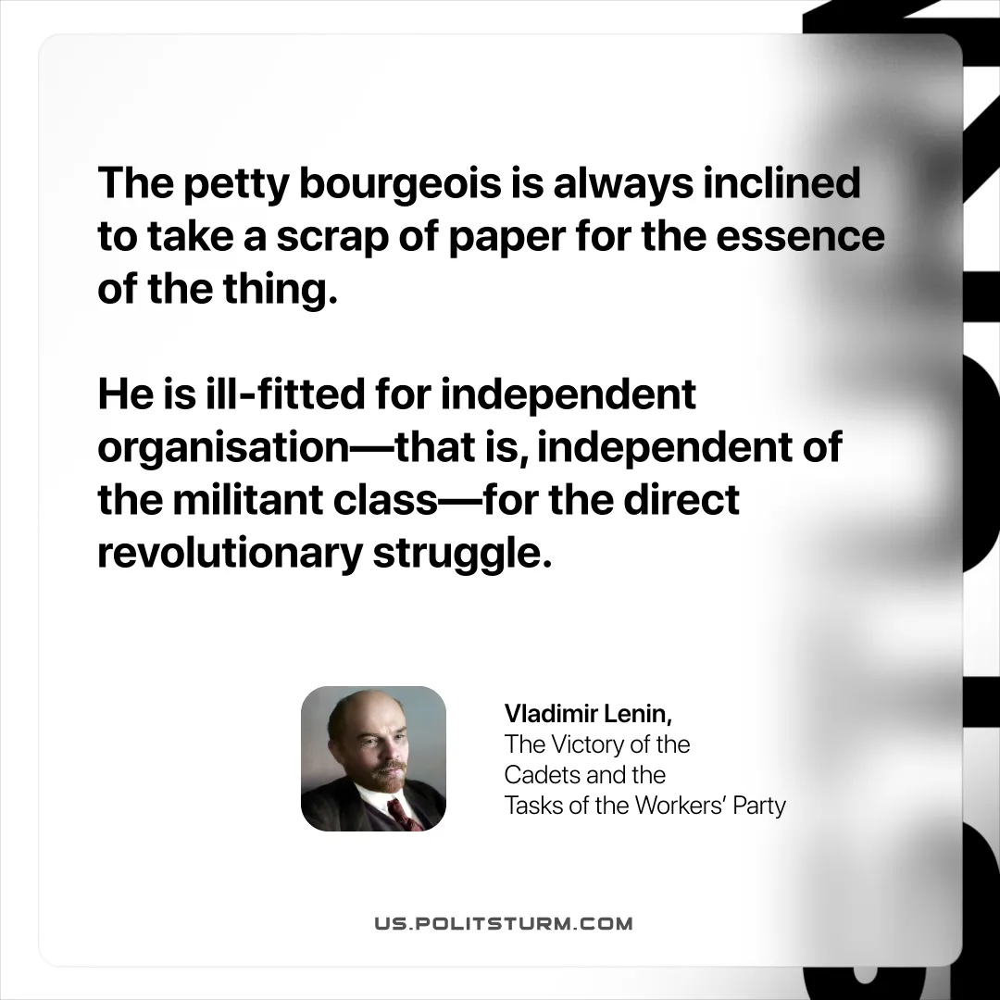 The petty bourgeois is always inclined
to take a scrap of paper for the essence
of the thing.
He is ill-fitted for independent
organisation—that is, independent of
the militant class—for the direct
revolutionary struggle.
Vladimir Lenin,
The Victory of the
Cadets and the
Tasks of the Workers’ Party
US.POLITSTURM.COM